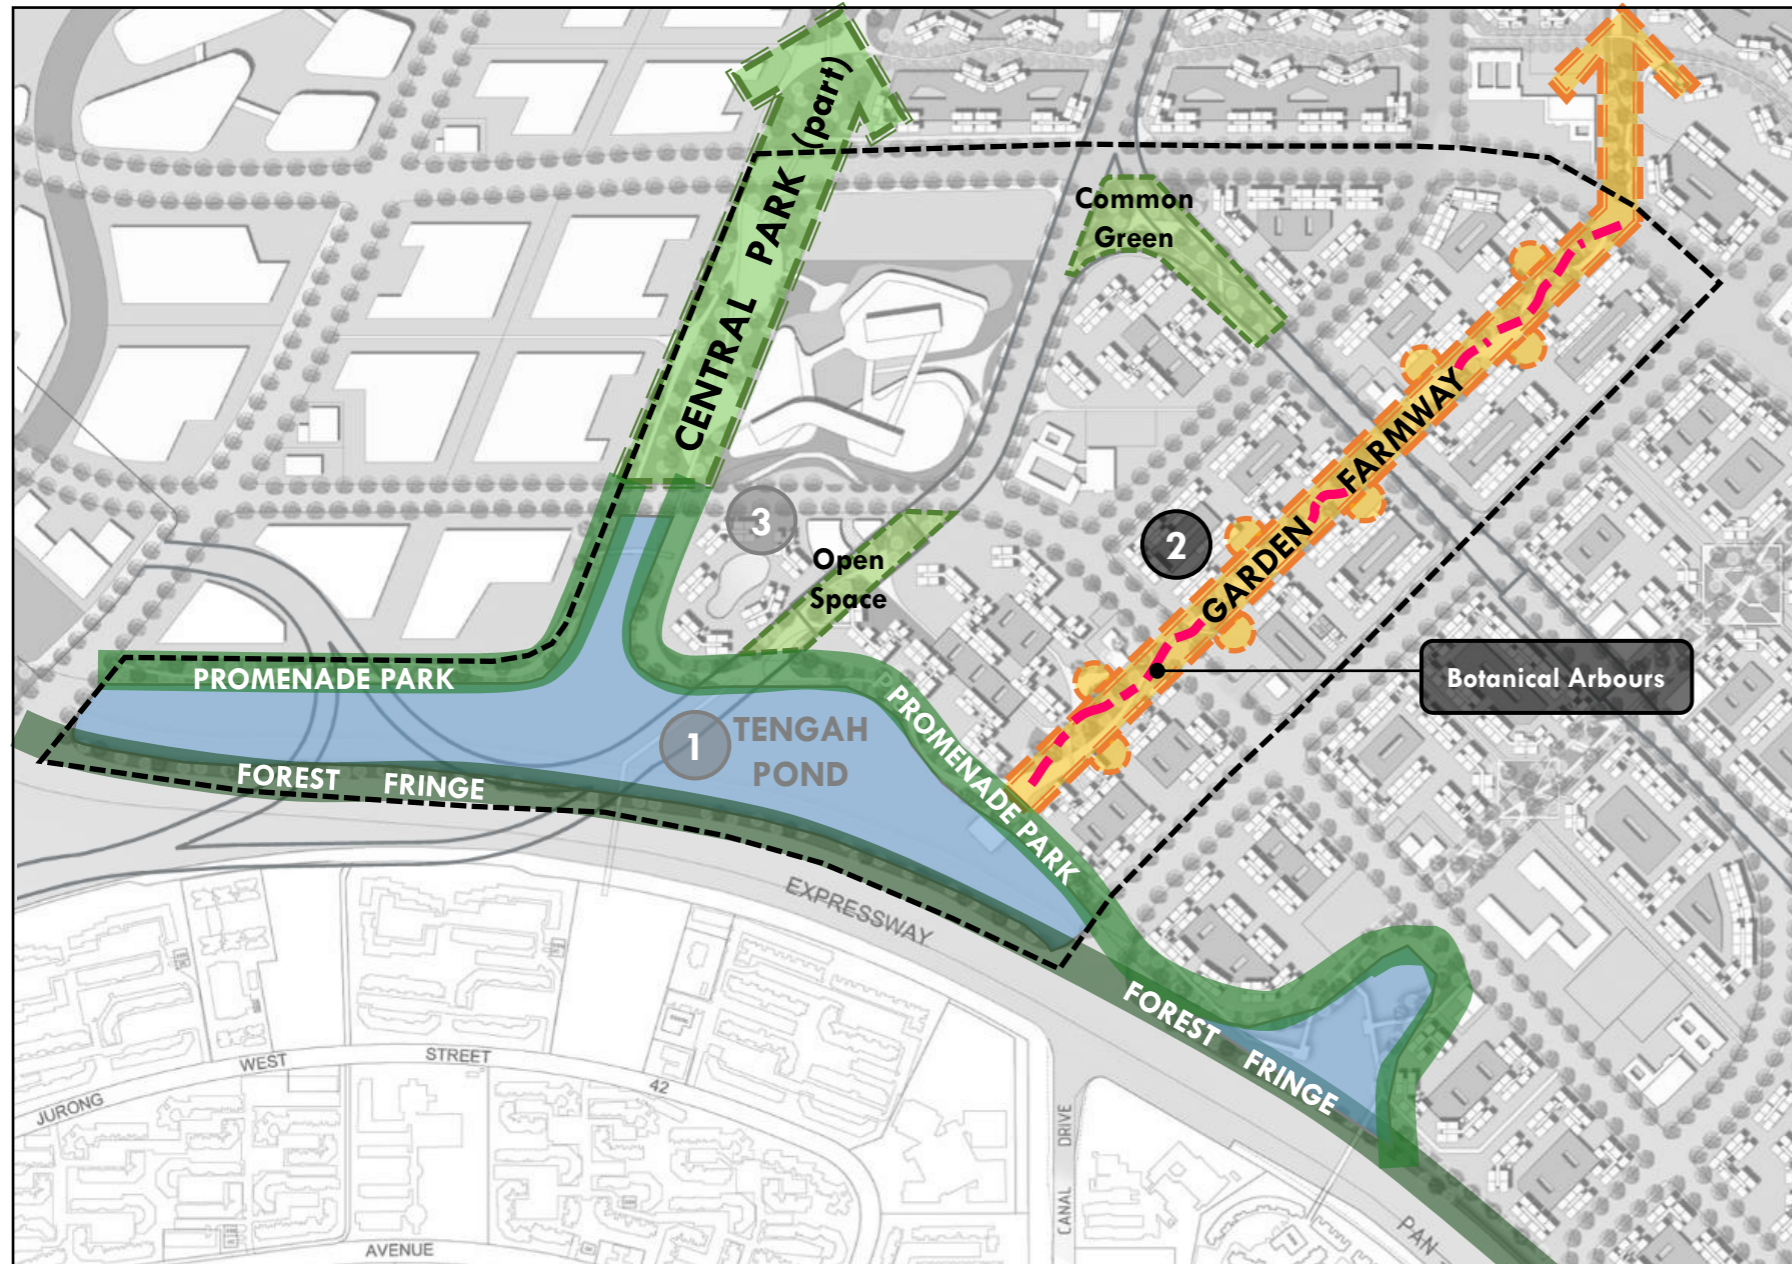 CENTRAL PARK (part)
Common
Green
GARDEN FARMWAY
3
2
Open
Space
Botanical Arbours
PROMENADE PARK
1
TENGAH
POND
PROMENADE PARK
FOREST FRINGE
EXPRESSWAY
FOREST FRINGE
JURONG WEST STREET 42
CANAL DRIVE
PAN
AVENUE